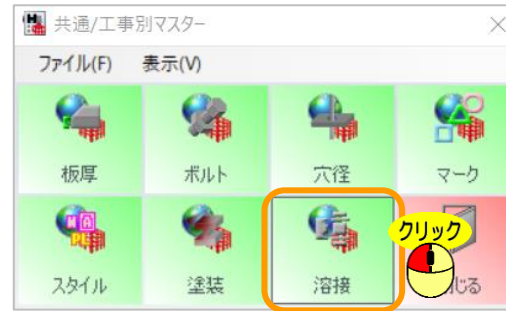 共通/工事別マスター
ファイル(F) 表示(V)
板厚 ボルト 穴径 マーク
クリック
スタイル 塗装 溶接 じる